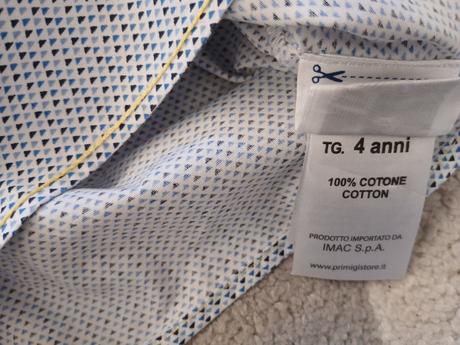 TG. 4 anni
100% COTONE
COTTON
PRODOTTO IMPORTATO DA
IMAC S.p.A.
www.primigistore.it